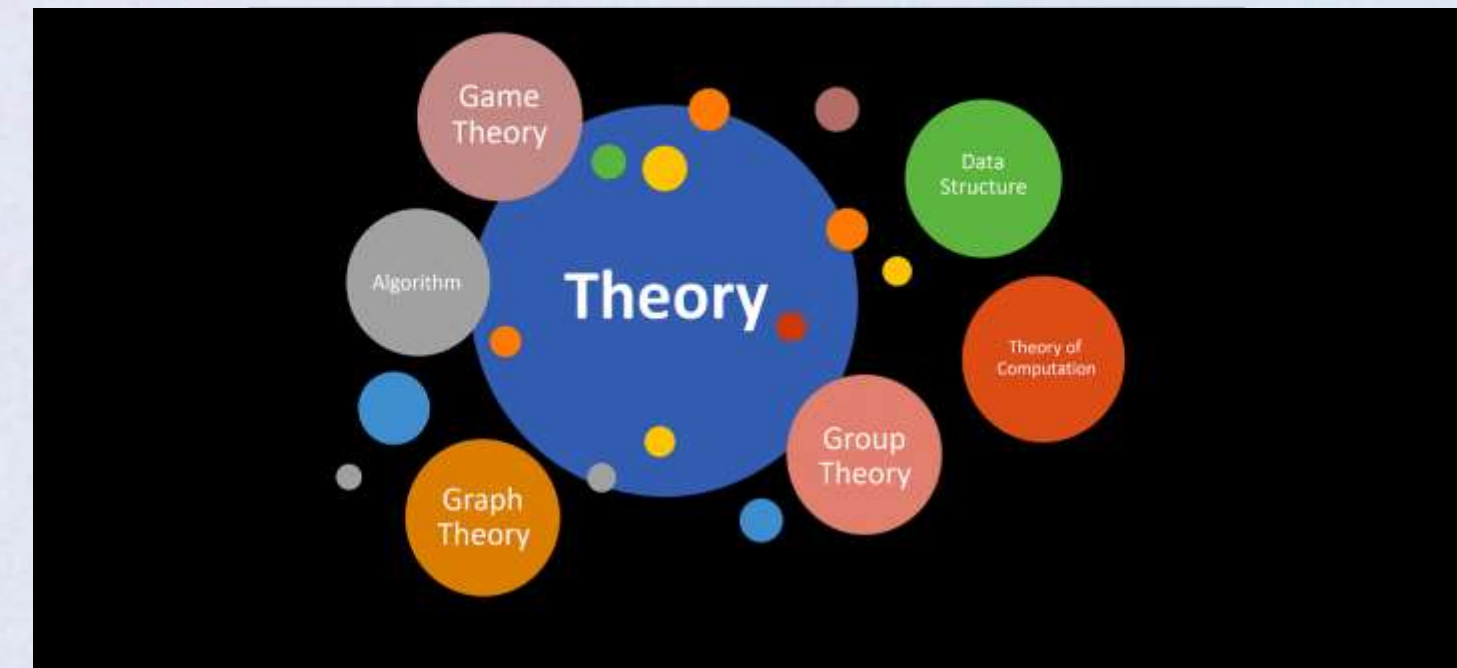 Game
Theory
Data
Structure
Algorithm
Theory
Theory of
Computation
Group
Theory
Graph
Theory